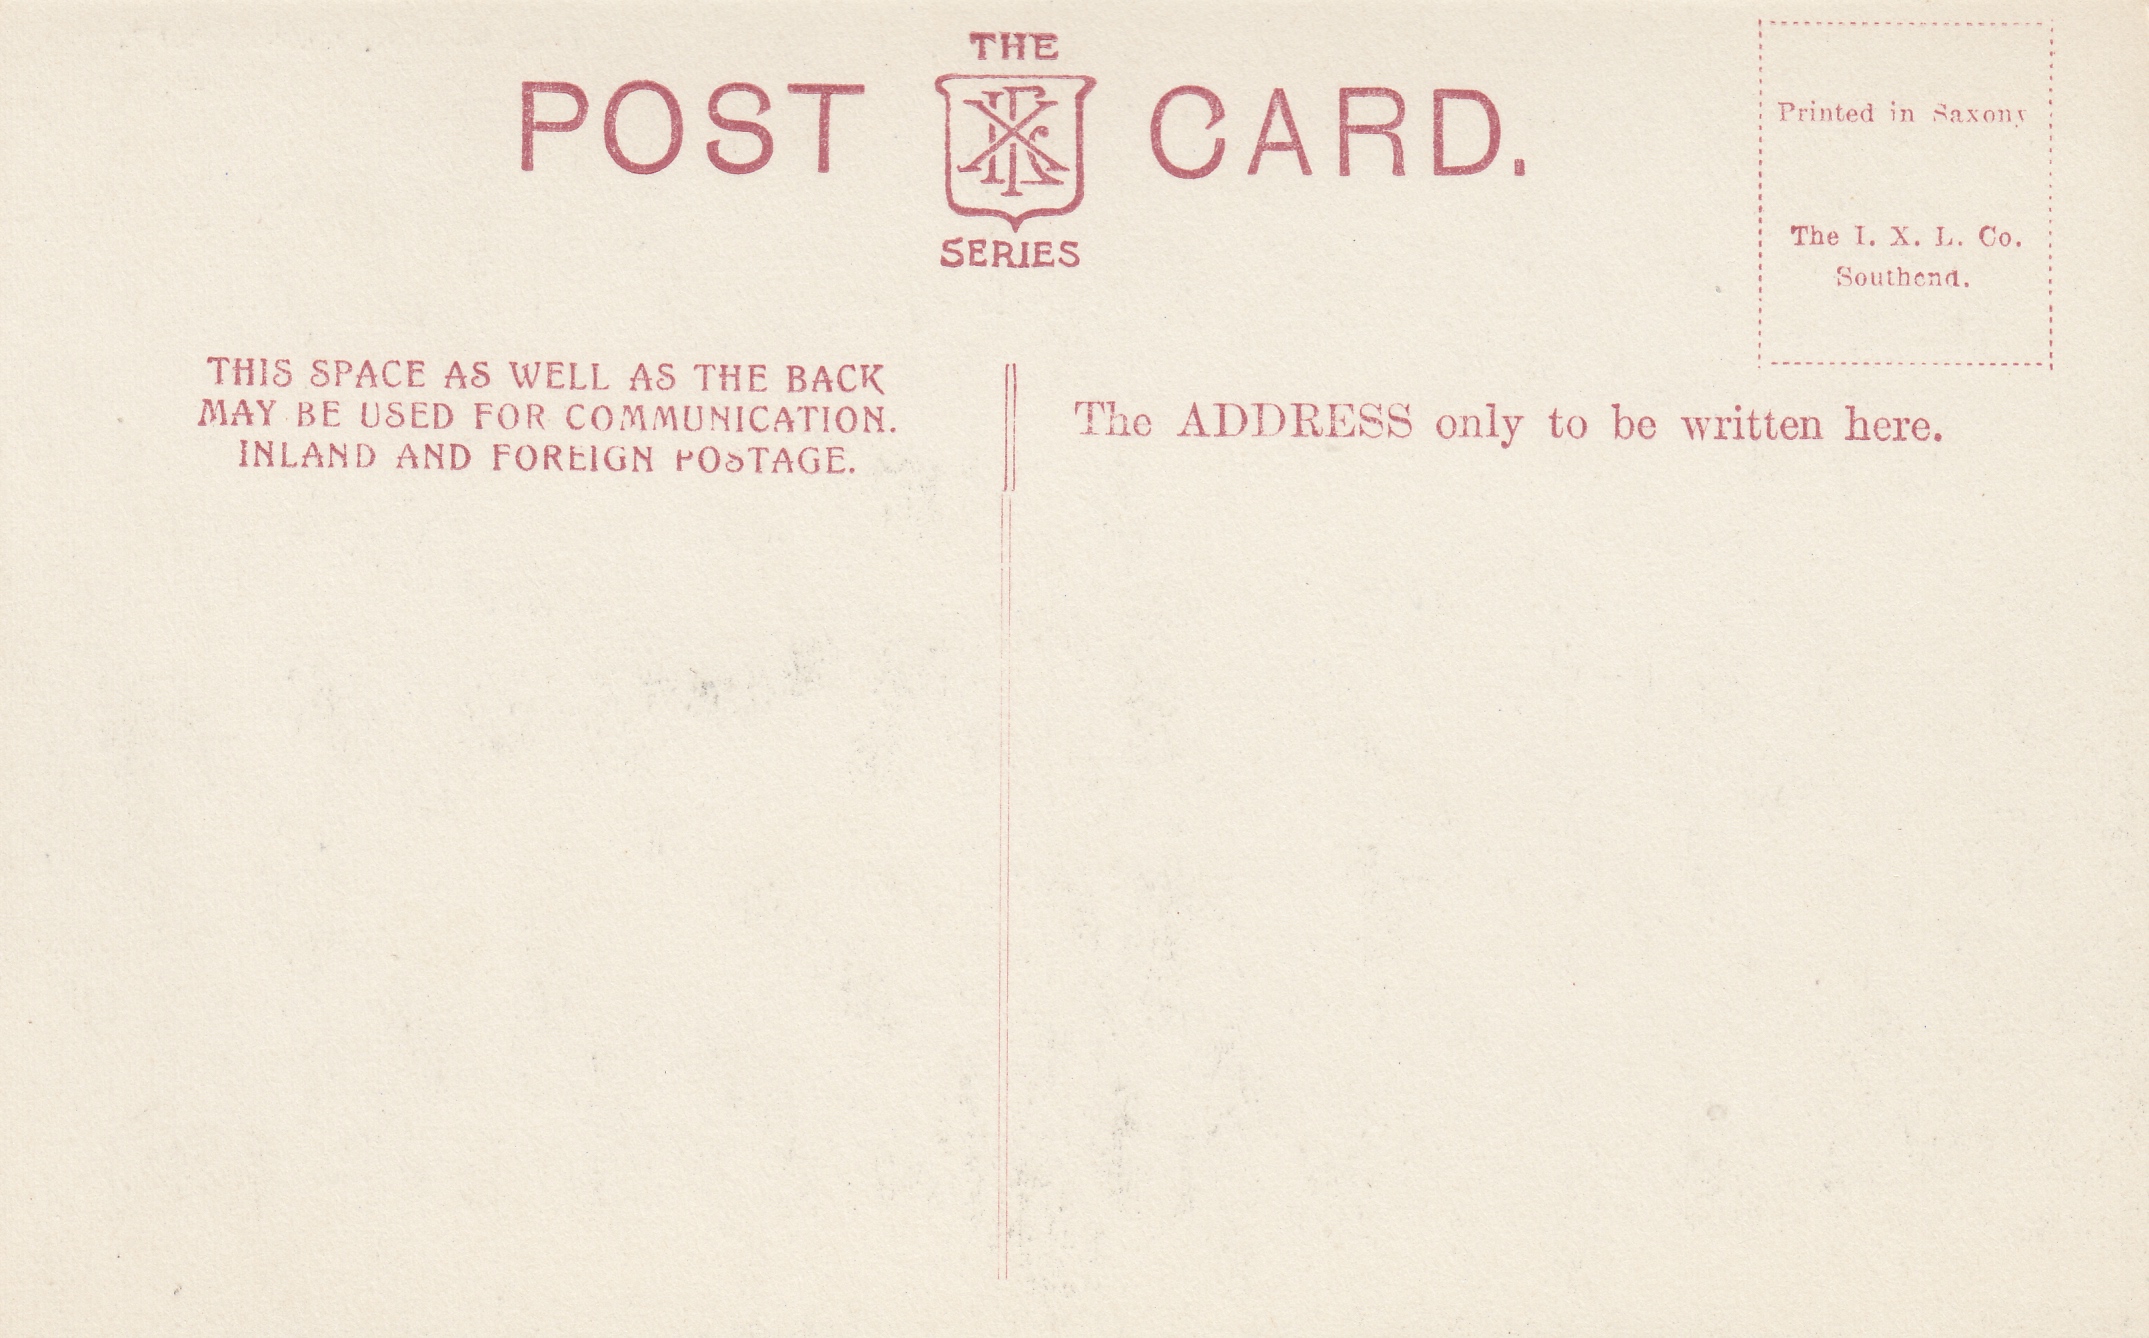 THE
POST CARD.
SERIES
Printed in Saxony
The I. X. L. Co.
Southend.
THIS SPACE AS WELL AS THE BACK
MAY BE USED FOR COMMUNICATION.
INLAND AND FOREIGN POSTAGE.
The ADDRESS only to be written here.